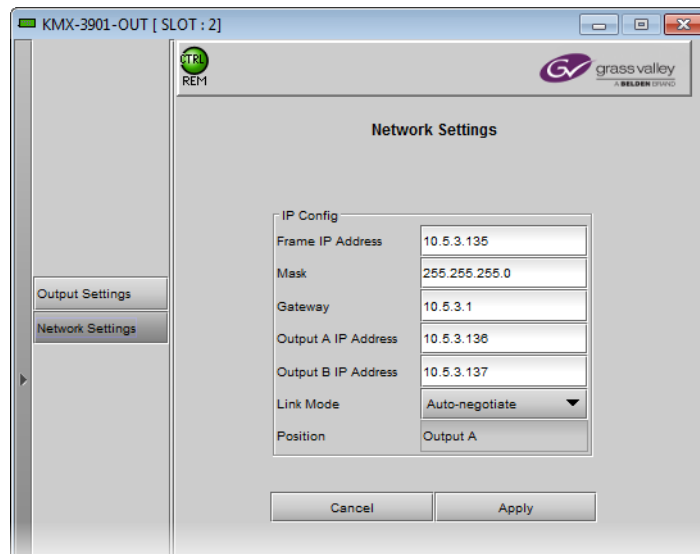 KMX-3901-OUT [ SLOT : 2]
CTRL
REM
GV grass valley
A BELDEN BRAND
Network Settings
IP Config
Frame IP Address 10.5.3.135
Mask 255.255.255.0
Gateway 10.5.3.1
Output A IP Address 10.5.3.136
Output B IP Address 10.5.3.137
Link Mode Auto-negotiate
Position Output A
Output Settings
Network Settings
Cancel Apply